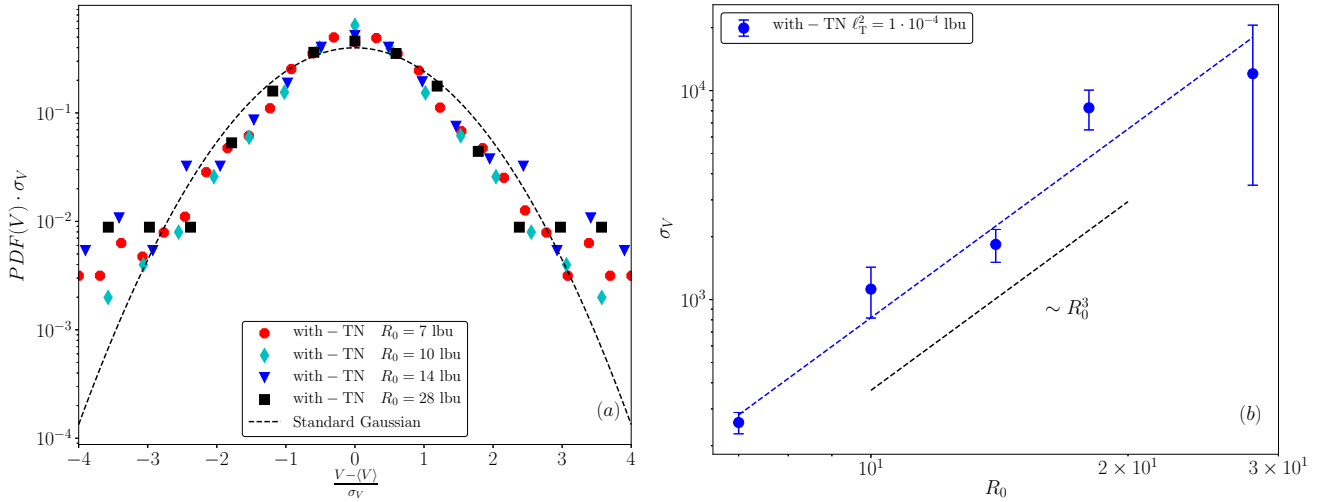 10^{-1}
10^{-2}
10^{-3}
10^{-4}
PDF(V) · σ_V
−4 −3 −2 −1 0 1 2 3 4
\frac{V−⟨V⟩}{σ_V}
with − TN R_0 = 7 lbu
with − TN R_0 = 10 lbu
with − TN R_0 = 14 lbu
with − TN R_0 = 28 lbu
Standard Gaussian
(a)
with − TN ℓ_T^2 = 1 · 10^{-4} lbu
10^4
10^3
σ_V
∼ R_0^3
(b)
10^1 2 × 10^1 3 × 10^1
R_0